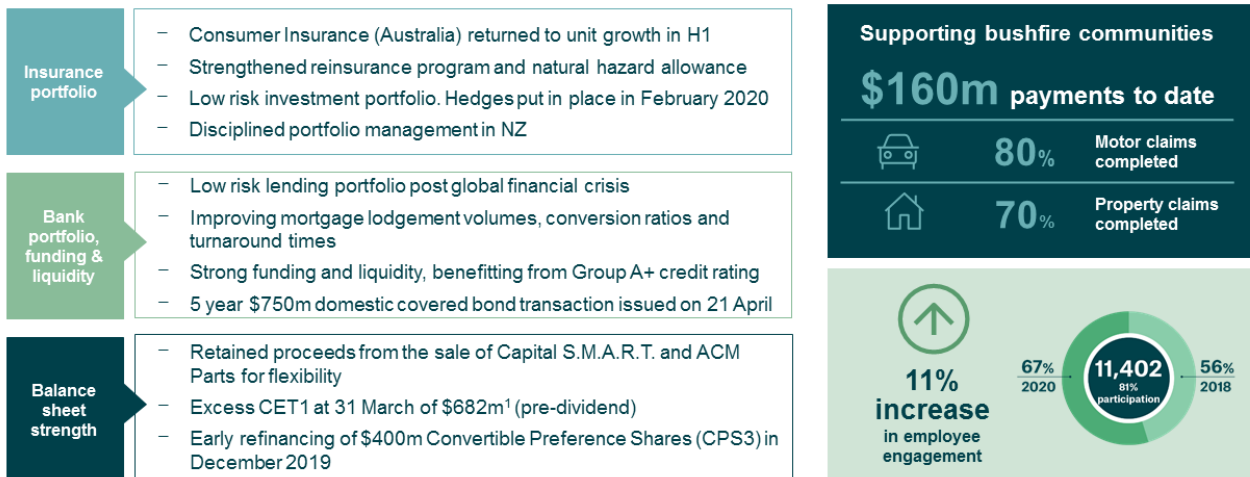 Insurance
portfolio
– Consumer Insurance (Australia) returned to unit growth in H1
– Strengthened reinsurance program and natural hazard allowance
– Low risk investment portfolio. Hedges put in place in February 2020
– Disciplined portfolio management in NZ
Bank
portfolio,
funding &
liquidity
– Low risk lending portfolio post global financial crisis
– Improving mortgage lodgement volumes, conversion ratios and
turnaround times
– Strong funding and liquidity, benefitting from Group A+ credit rating
– 5 year $750m domestic covered bond transaction issued on 21 April
Balance
sheet
strength
– Retained proceeds from the sale of Capital S.M.A.R.T. and ACM
Parts for flexibility
– Excess CET1 at 31 March of $682m¹ (pre-dividend)
– Early refinancing of $400m Convertible Preference Shares (CPS3) in
December 2019
Supporting bushfire communities
$160m payments to date
80% Motor claims
completed
70% Property claims
completed
11%
increase
in employee
engagement
67%
2020
11,402
81%
participation
56%
2018